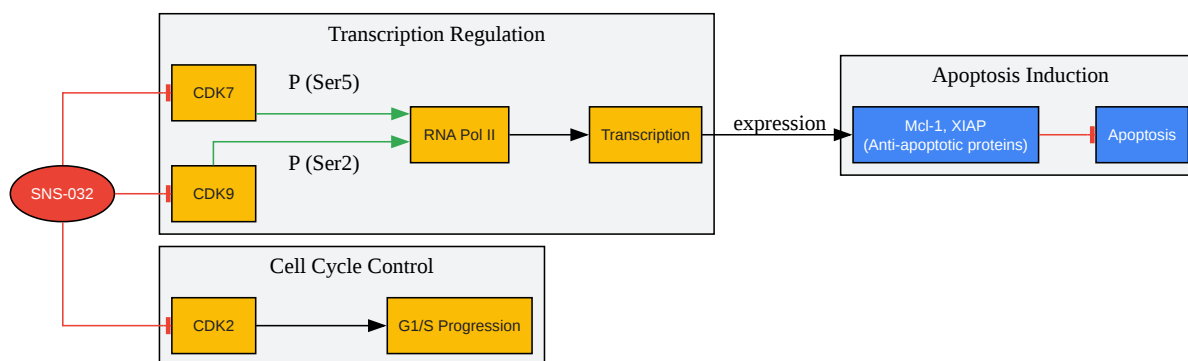 Transcription Regulation
CDK7
P (Ser5)
RNA Pol II
Transcription
P (Ser2)
CDK9
SNS-032
expression
Apoptosis Induction
Mcl-1, XIAP
(Anti-apoptotic proteins)
Apoptosis
Cell Cycle Control
CDK2
G1/S Progression